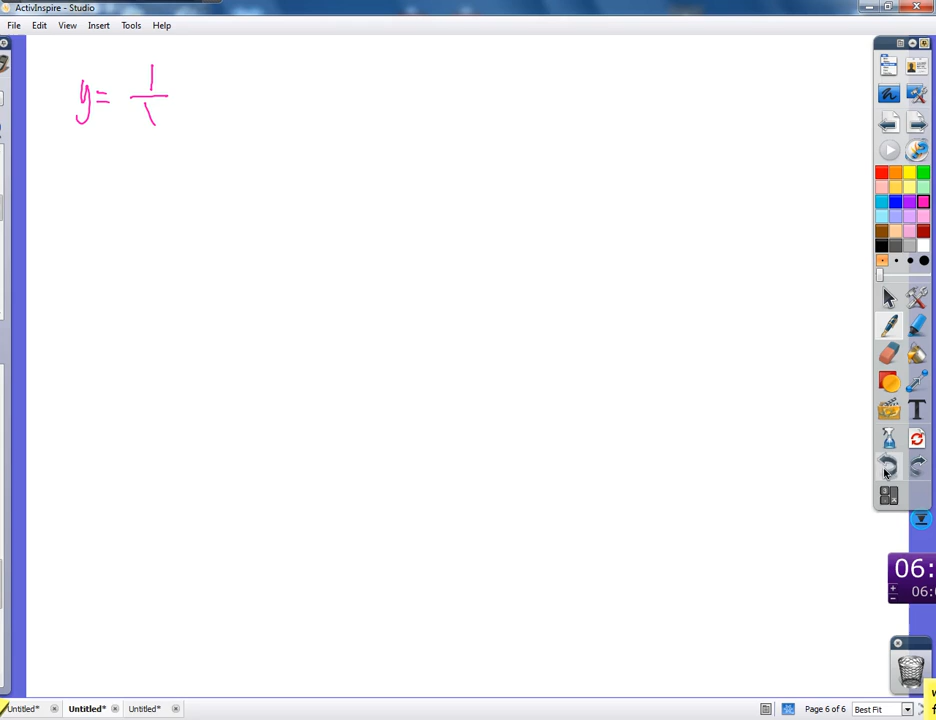 ActivInspire - Studio
File Edit View Insert Tools Help
y = 1/\
06:
06:
Untitled* Untitled* Untitled* Page 6 of 6 Best Fit